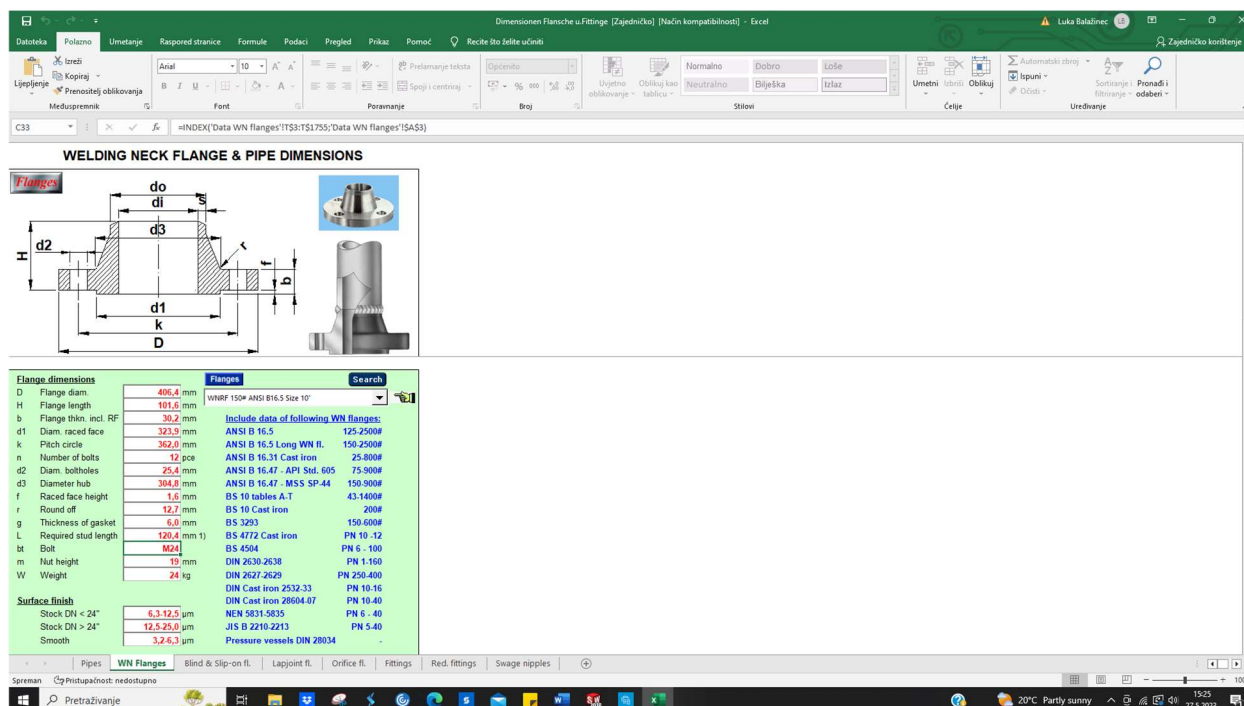 Dimensionen Flansche u.Fittinge [Zajedničko] [Način kompatibilnosti] - Excel
Luka Balažinec LB
Datoteka Polazno Umetanje Raspored stranice Formule Podaci Pregled Prikaz Pomoć Recite što želite učiniti Zajedničko korištenje
Lijepljenje
Izreži
Kopiraj
Prenositelj oblikovanja
Međuspremnik
Arial 10
B I U
Font
Prelamanje teksta
Spoji i centriraj
Poravnanje
Općenito
Broj
Uvjetno oblikovanje
Oblikuj kao tablicu
Normalno Dobro Loše
Neutralno Bilješka Izlaz
Stilovi
Umetni Izbriši Oblikuj
Ćelije
Automatski zbroj
Ispuni
Očisti
Sortiranje i filtriranje
Pronađi i odaberi
Uređivanje
C33 fx =INDEX('Data WN flanges'!T$3:T$1755;'Data WN flanges'!$A$3)
WELDING NECK FLANGE & PIPE DIMENSIONS
Flanges
do
di s
d3
d2
H
r
f
b
d1
k
D
Flange dimensions Flanges Search
D Flange diam. 406,4 mm WNRF 150# ANSI B16.5 Size 10'
H Flange length 101,6 mm
b Flange thkn. incl. RF 30,2 mm Include data of following WN flanges:
d1 Diam. raced face 323,9 mm ANSI B 16.5 125-2500#
k Pitch circle 362,0 mm ANSI B 16.5 Long WN fl. 150-2500#
n Number of bolts 12 pce ANSI B 16.31 Cast iron 25-800#
d2 Diam. boltholes 25,4 mm ANSI B 16.47 - API Std. 605 75-900#
d3 Diameter hub 304,8 mm ANSI B 16.47 - MSS SP-44 150-900#
f Raced face height 1,6 mm BS 10 tables A-T 43-1400#
r Round off 12,7 mm BS 10 Cast iron 200#
g Thickness of gasket 6,0 mm BS 3293 150-600#
L Required stud length 120,4 mm 1) BS 4772 Cast iron PN 10 -12
bt Bolt M24 BS 4504 PN 6 - 100
m Nut height 19 mm DIN 2630-2638 PN 1-160
W Weight 24 kg DIN 2627-2629 PN 250-400
DIN Cast iron 2532-33 PN 10-16
Surface finish DIN Cast iron 28604-07 PN 10-40
Stock DN < 24" 6,3-12,5 µm NEN 5831-5835 PN 6 - 40
Stock DN > 24" 12,5-25,0 µm JIS B 2210-2213 PN 5-40
Smooth 3,2-6,3 µm Pressure vessels DIN 28034 -
Pipes WN Flanges Blind & Slip-on fl. Lapjoint fl. Orifice fl. Fittings Red. fittings Swage nipples
Spreman Pristupačnost: nedostupno 100
Pretraživanje 20°C Partly sunny 15:25
27.5.2023